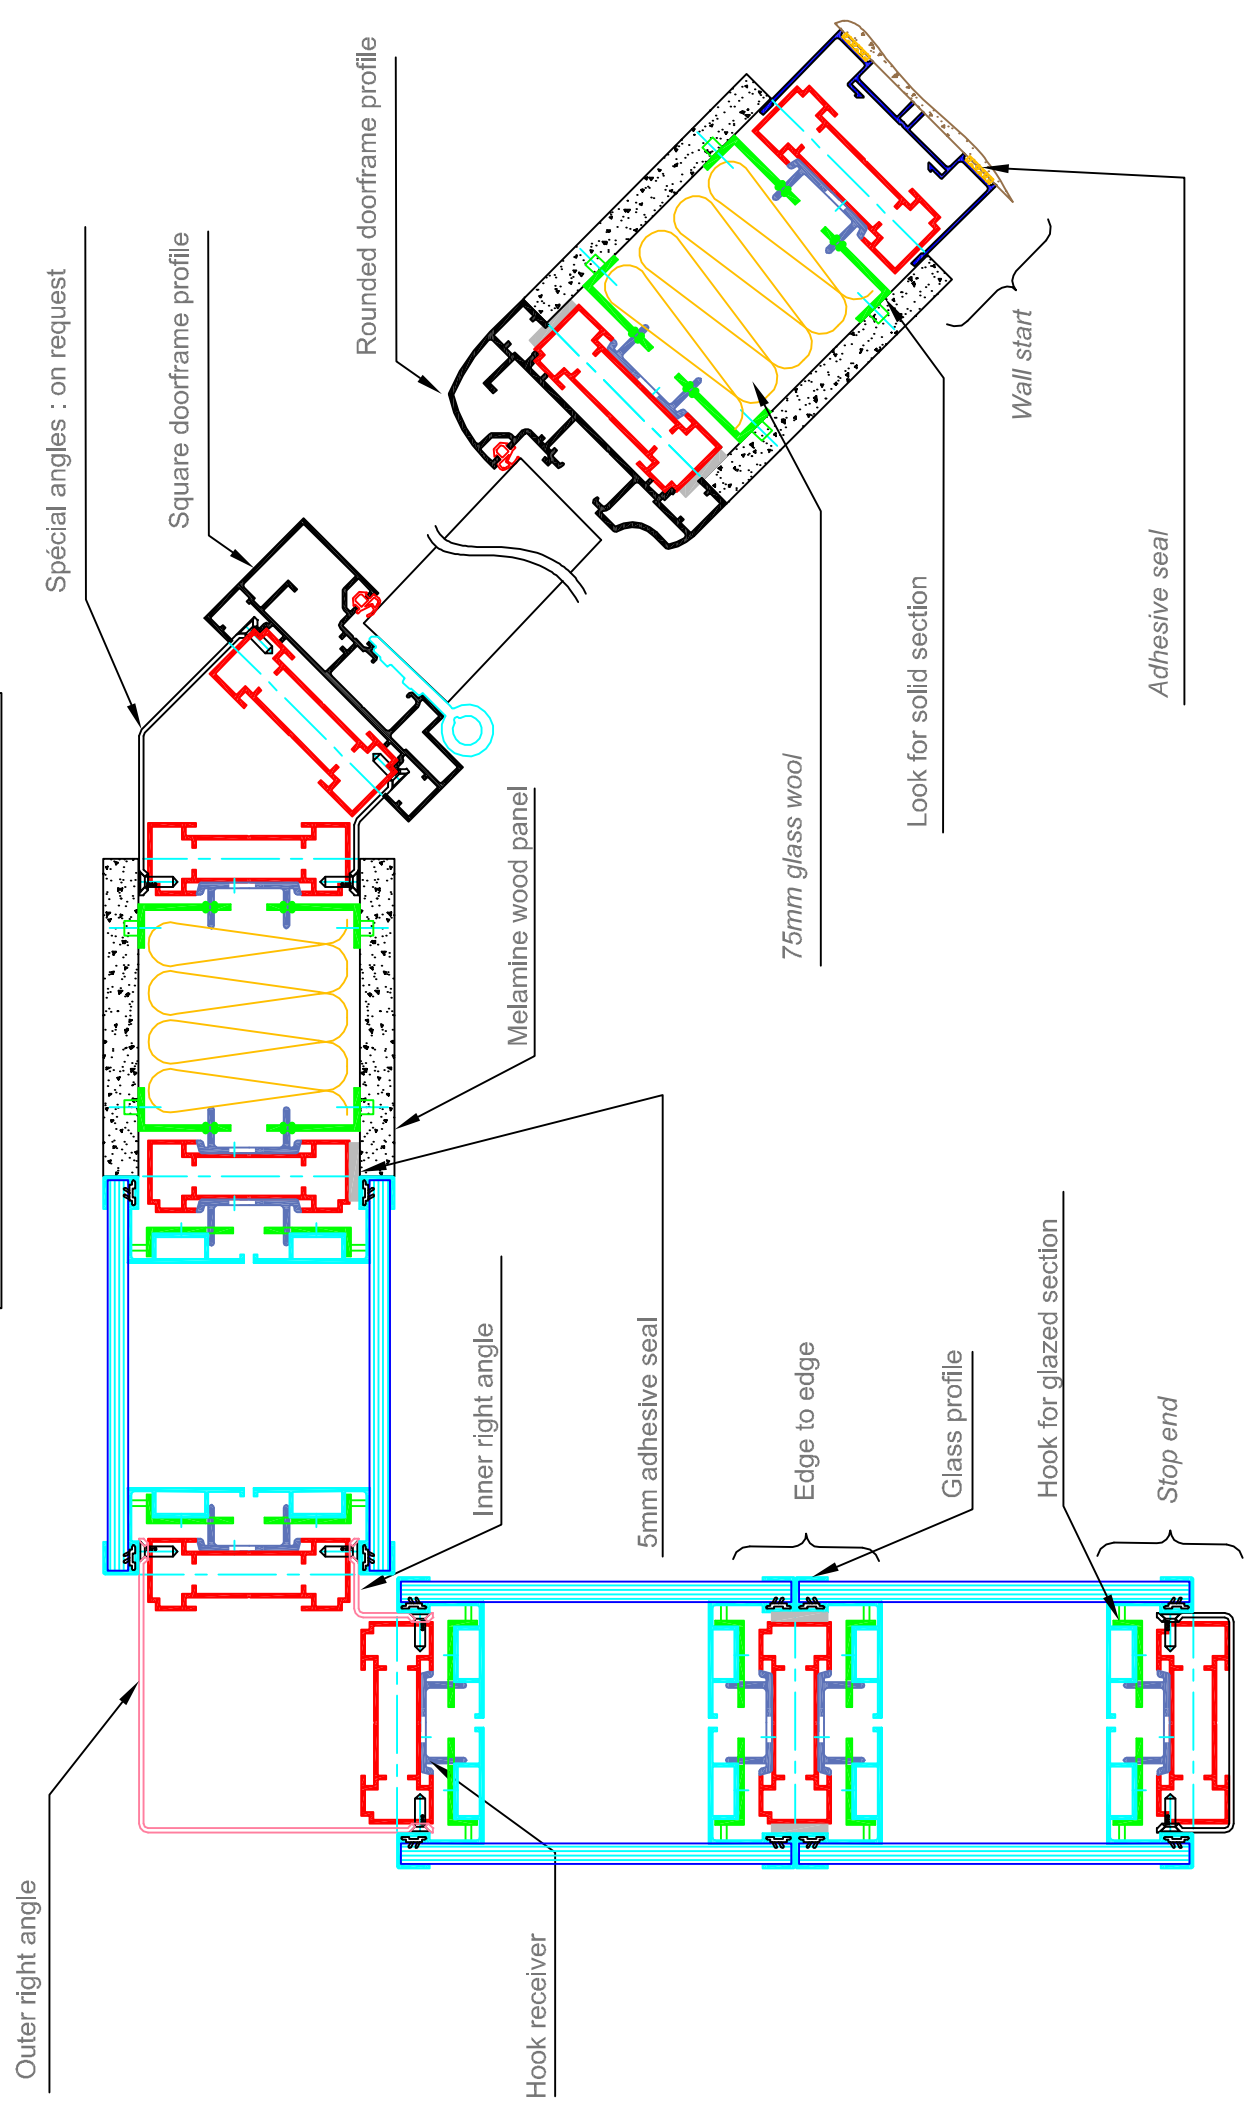 Outer right angle
Spécial angles : on request
Square doorframe profile
Rounded doorframe profile
Hook receiver
Inner right angle
Melamine wood panel
5mm adhesive seal
75mm glass wool
Edge to edge
Look for solid section
Glass profile
Wall start
Hook for glazed section
Adhesive seal
Stop end